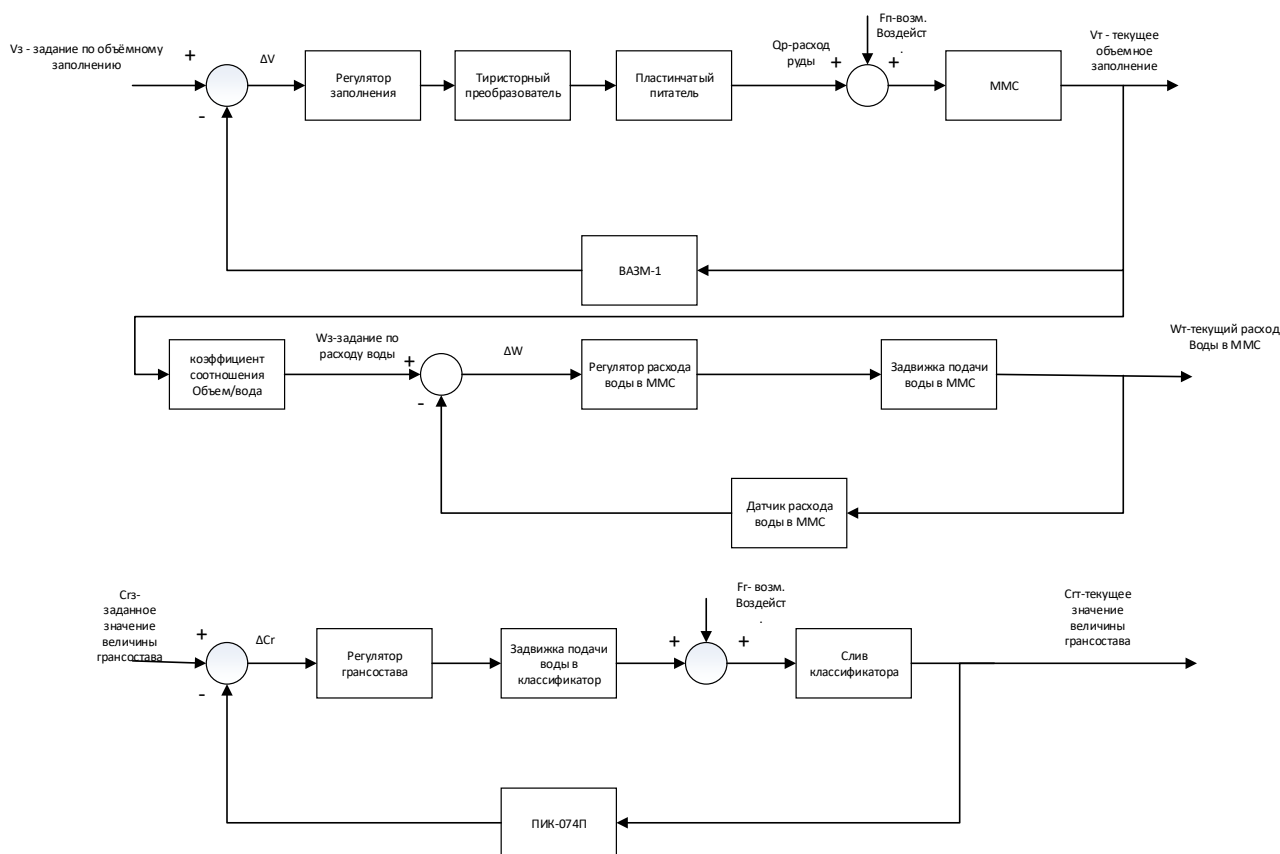 Vз - задание по объёмному
заполнению
+
-
ΔV
Регулятор
заполнения
Тиристорный
преобразователь
Пластинчатый
питатель
Qр-расход
руды
+
Fп-возм.
Воздейст
.
+
ММС
Vт - текущее
объемное
заполнение
ВАЗМ-1
коэффициент
соотношения
Объем/вода
Wз-задание по
расходу воды
+
-
ΔW
Регулятор расхода
воды в ММС
Задвижка подачи
воды в ММС
Wт-текущий расход
Воды в ММС
Датчик расхода
воды в ММС
Сгз-
заданное
значение
величины
грансостава
+
-
ΔCг
Регулятор
грансостава
Задвижка подачи
воды в
классификатор
+
Fг- возм.
Воздейст
.
+
Слив
классификатора
Сгт-текущее
значение
величины
грансостава
ПИК-074П